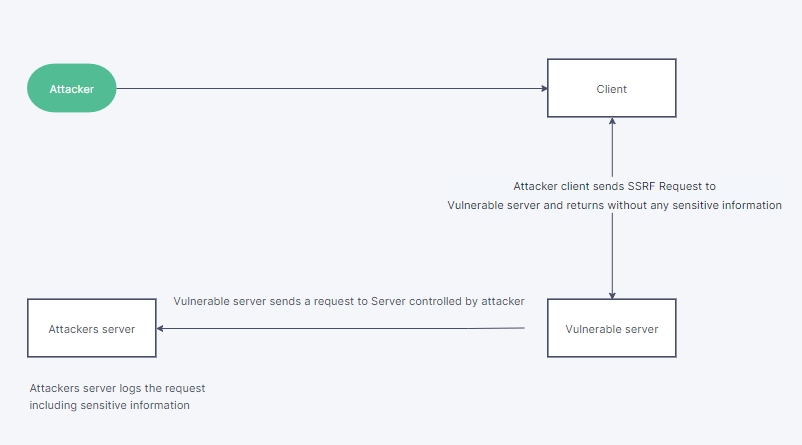 Attacker
Client
Attacker client sends SSRF Request to
Vulnerable server and returns without any sensitive information
Vulnerable server sends a request to Server controlled by attacker
Attackers server
Vulnerable server
Attackers server logs the request
including sensitive information